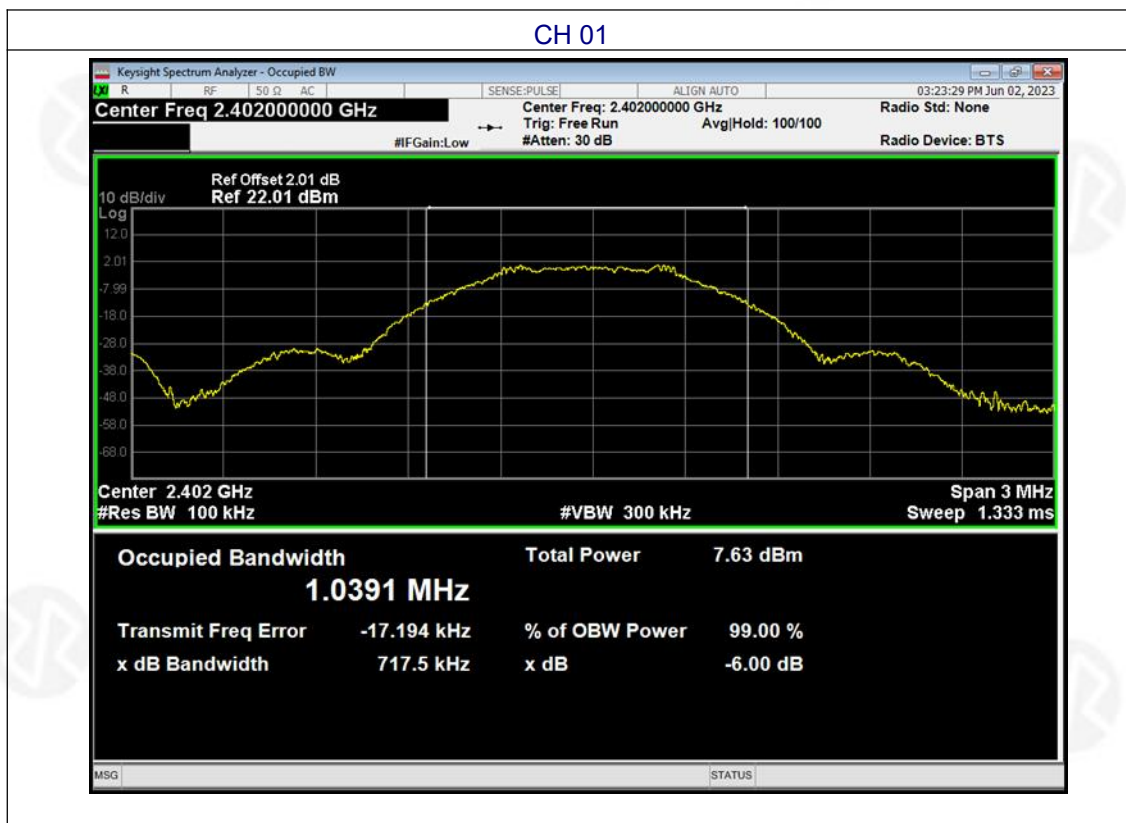 CH 01
Keysight Spectrum Analyzer - Occupied BW
LXI R RF 50 Ω AC SENSE:PULSE ALIGN AUTO 03:23:29 PM Jun 02, 2023
Center Freq 2.402000000 GHz Center Freq: 2.402000000 GHz Radio Std: None
Trig: Free Run Avg|Hold: 100/100
#IFGain:Low #Atten: 30 dB Radio Device: BTS
Ref Offset 2.01 dB
10 dB/div Ref 22.01 dBm
Log
12.0
2.01
-7.99
-18.0
-28.0
-38.0
-48.0
-58.0
-68.0
Center 2.402 GHz Span 3 MHz
#Res BW 100 kHz #VBW 300 kHz Sweep 1.333 ms
Occupied Bandwidth Total Power 7.63 dBm
1.0391 MHz
Transmit Freq Error -17.194 kHz % of OBW Power 99.00 %
x dB Bandwidth 717.5 kHz x dB -6.00 dB
MSG STATUS